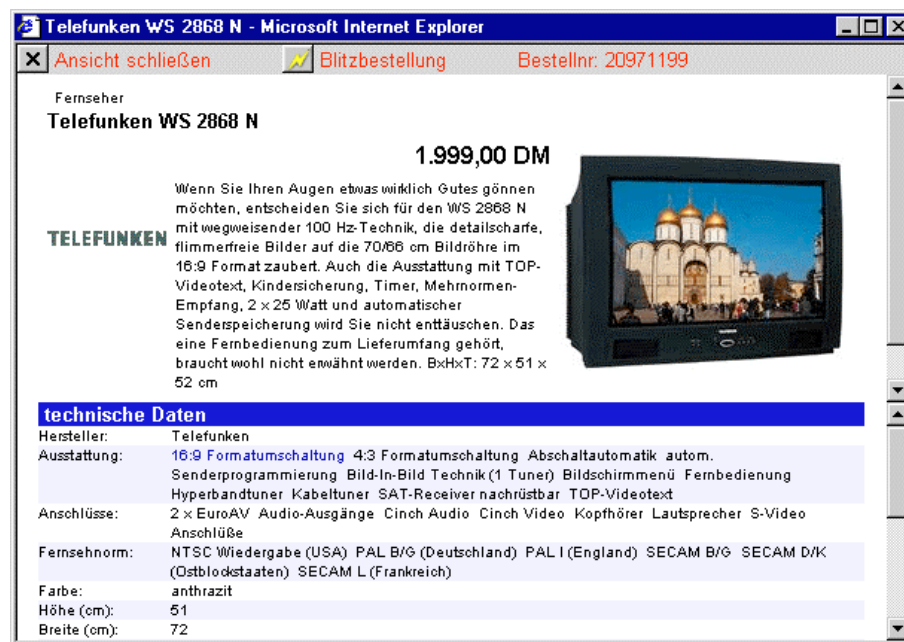 Telefunken WS 2868 N - Microsoft Internet Explorer
Ansicht schließen Blitzbestellung Bestellnr: 20971199
Fernseher
Telefunken WS 2868 N
1.999,00 DM
TELEFUNKEN
Wenn Sie Ihren Augen etwas wirklich Gutes gönnen
möchten, entscheiden Sie sich für den WS 2868 N
mit wegweisender 100 Hz-Technik, die detailscharfe,
flimmerfreie Bilder auf die 70/66 cm Bildröhre im
16:9 Format zaubert. Auch die Ausstattung mit TOP-
Videotext, Kindersicherung, Timer, Mehrnormen-
Empfang, 2 x 25 Watt und automatischer
Senderspeicherung wird Sie nicht enttäuschen. Das
eine Fernbedienung zum Lieferumfang gehört,
braucht wohl nicht erwähnt werden. BxHxT: 72 x 51 x
52 cm
technische Daten
Hersteller: Telefunken
Ausstattung: 16:9 Formatumschaltung 4:3 Formatumschaltung Abschaltautomatik autom.
Senderprogrammierung Bild-In-Bild Technik (1 Tuner) Bildschirmmenü Fernbedienung
Hyperbandtuner Kabeltuner SAT-Receiver nachrüstbar TOP-Videotext
Anschlüsse: 2 x EuroAV Audio-Ausgänge Cinch Audio Cinch Video Kopfhörer Lautsprecher S-Video
Anschlüße
Fernsehnorm: NTSC Wiedergabe (USA) PAL B/G (Deutschland) PAL I (England) SECAM B/G SECAM D/K
(Ostblockstaaten) SECAM L (Frankreich)
Farbe: anthrazit
Höhe (cm): 51
Breite (cm): 72